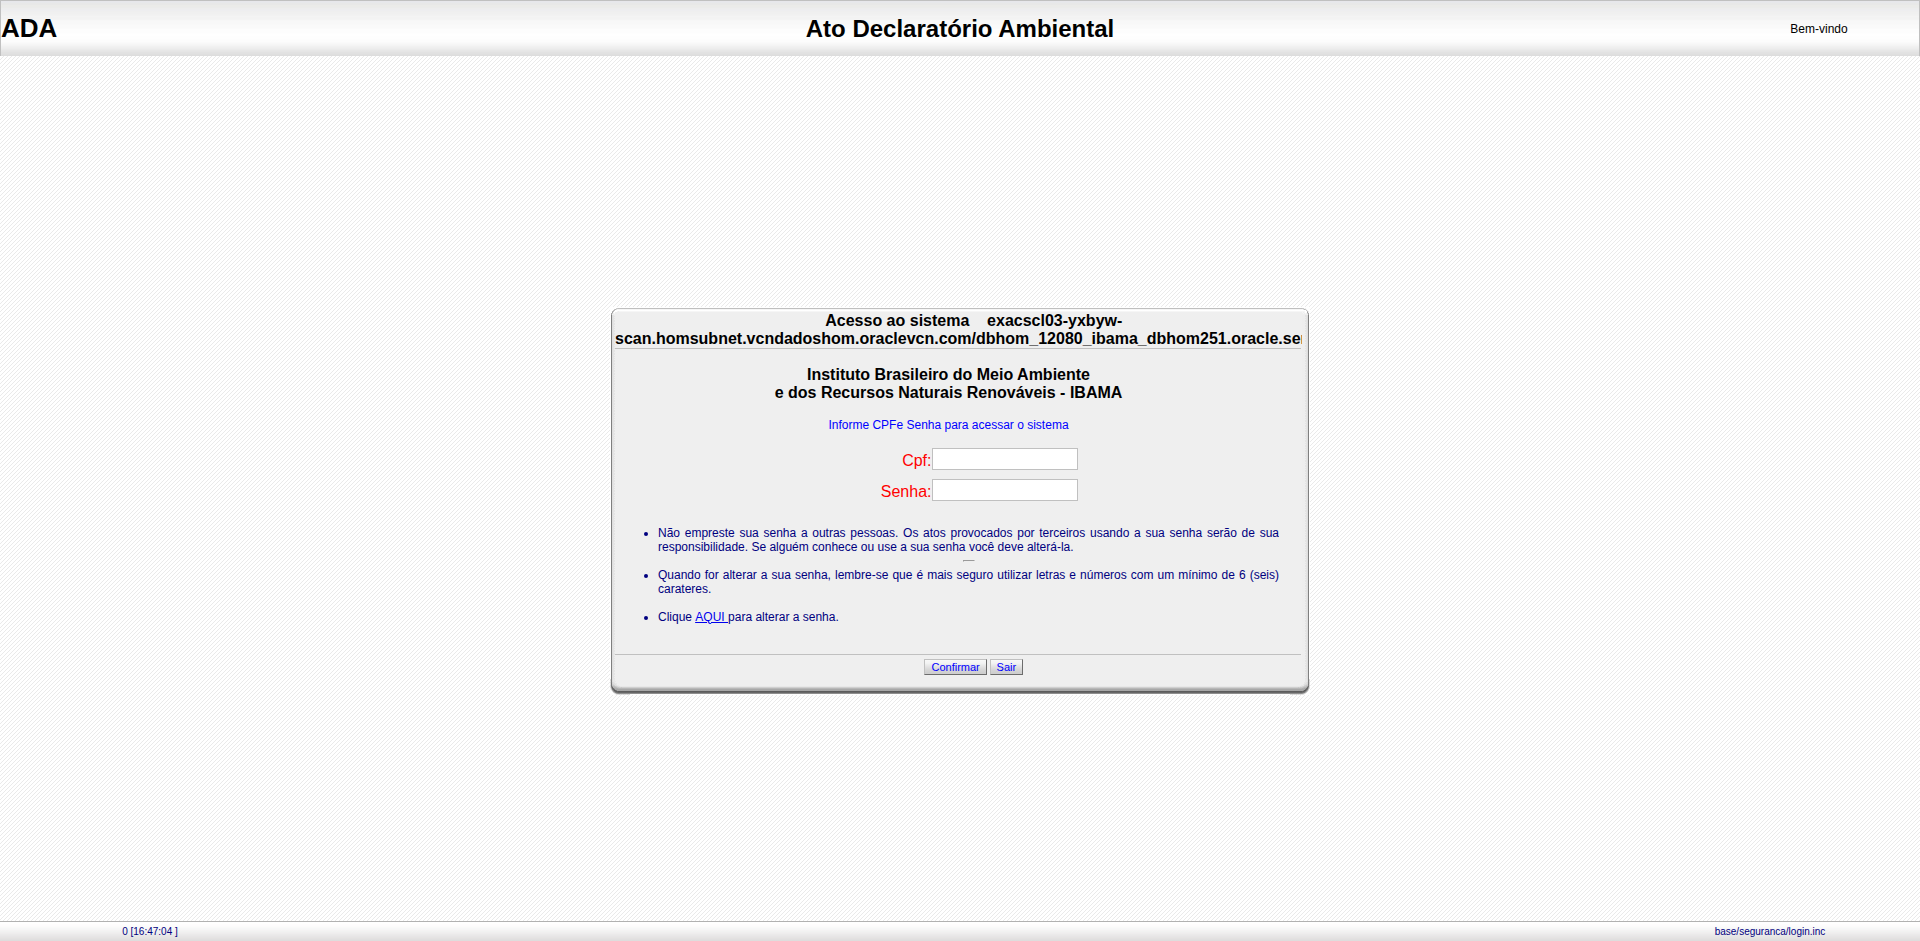 ADA
Ato Declaratório Ambiental
Bem-vindo
Acesso ao sistema exacscl03-yxbyw-
scan.homsubnet.vcndadoshom.oraclevcn.com/dbhom_12080_ibama_dbhom251.oracle.se
Instituto Brasileiro do Meio Ambiente
e dos Recursos Naturais Renováveis - IBAMA
Informe CPFe Senha para acessar o sistema
Cpf:
Senha:
• Não empreste sua senha a outras pessoas. Os atos provocados por terceiros usando a sua senha serão de sua
responsibilidade. Se alguém conhece ou use a sua senha você deve alterá-la.
• Quando for alterar a sua senha, lembre-se que é mais seguro utilizar letras e números com um mínimo de 6 (seis)
carateres.
• Clique AQUI para alterar a senha.
Confirmar Sair
0 [16:47:04 ]
base/seguranca/login.inc